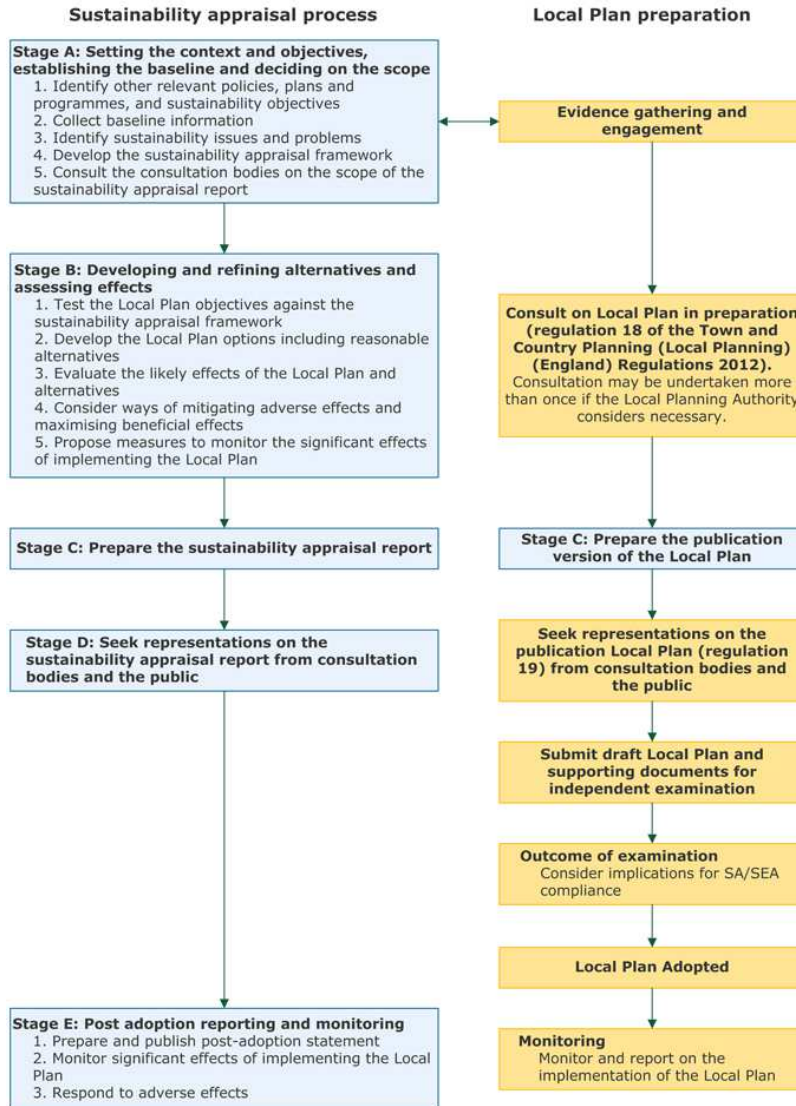 Sustainability appraisal process
Local Plan preparation
Stage A: Setting the context and objectives,
establishing the baseline and deciding on the scope
1. Identify other relevant policies, plans and
programmes, and sustainability objectives
2. Collect baseline information
3. Identify sustainability issues and problems
4. Develop the sustainability appraisal framework
5. Consult the consultation bodies on the scope of the
sustainability appraisal report
Evidence gathering and
engagement
Stage B: Developing and refining alternatives and
assessing effects
1. Test the Local Plan objectives against the
sustainability appraisal framework
2. Develop the Local Plan options including reasonable
alternatives
3. Evaluate the likely effects of the Local Plan and
alternatives
4. Consider ways of mitigating adverse effects and
maximising beneficial effects
5. Propose measures to monitor the significant effects
of implementing the Local Plan
Consult on Local Plan in preparation
(regulation 18 of the Town and
Country Planning (Local Planning)
(England) Regulations 2012).
Consultation may be undertaken more
than once if the Local Planning Authority
considers necessary.
Stage C: Prepare the sustainability appraisal report
Stage C: Prepare the publication
version of the Local Plan
Stage D: Seek representations on the
sustainability appraisal report from consultation
bodies and the public
Seek representations on the
publication Local Plan (regulation
19) from consultation bodies and
the public
Submit draft Local Plan and
supporting documents for
independent examination
Outcome of examination
Consider implications for SA/SEA
compliance
Local Plan Adopted
Stage E: Post adoption reporting and monitoring
1. Prepare and publish post-adoption statement
2. Monitor significant effects of implementing the Local
Plan
3. Respond to adverse effects
Monitoring
Monitor and report on the
implementation of the Local Plan